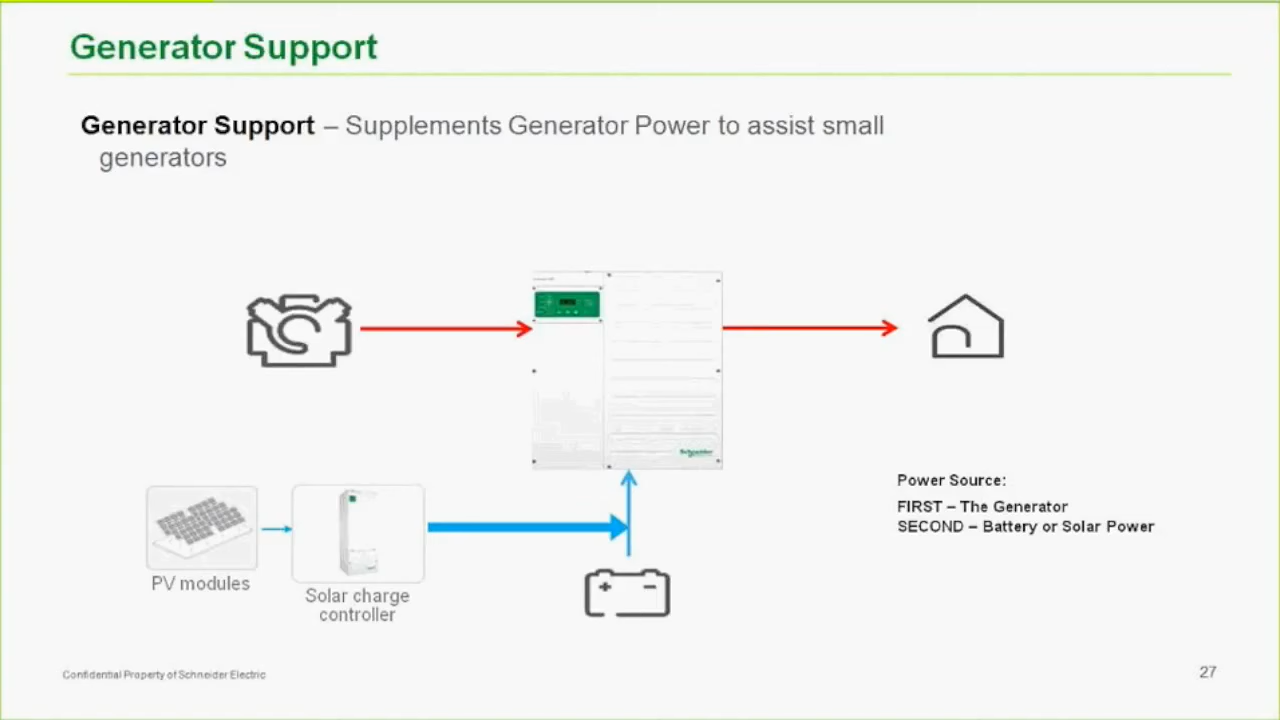 Generator Support
Generator Support – Supplements Generator Power to assist small
generators
Schneider
Power Source:
FIRST – The Generator
SECOND – Battery or Solar Power
PV modules
Solar charge
controller
Confidential Property of Schneider Electric
27